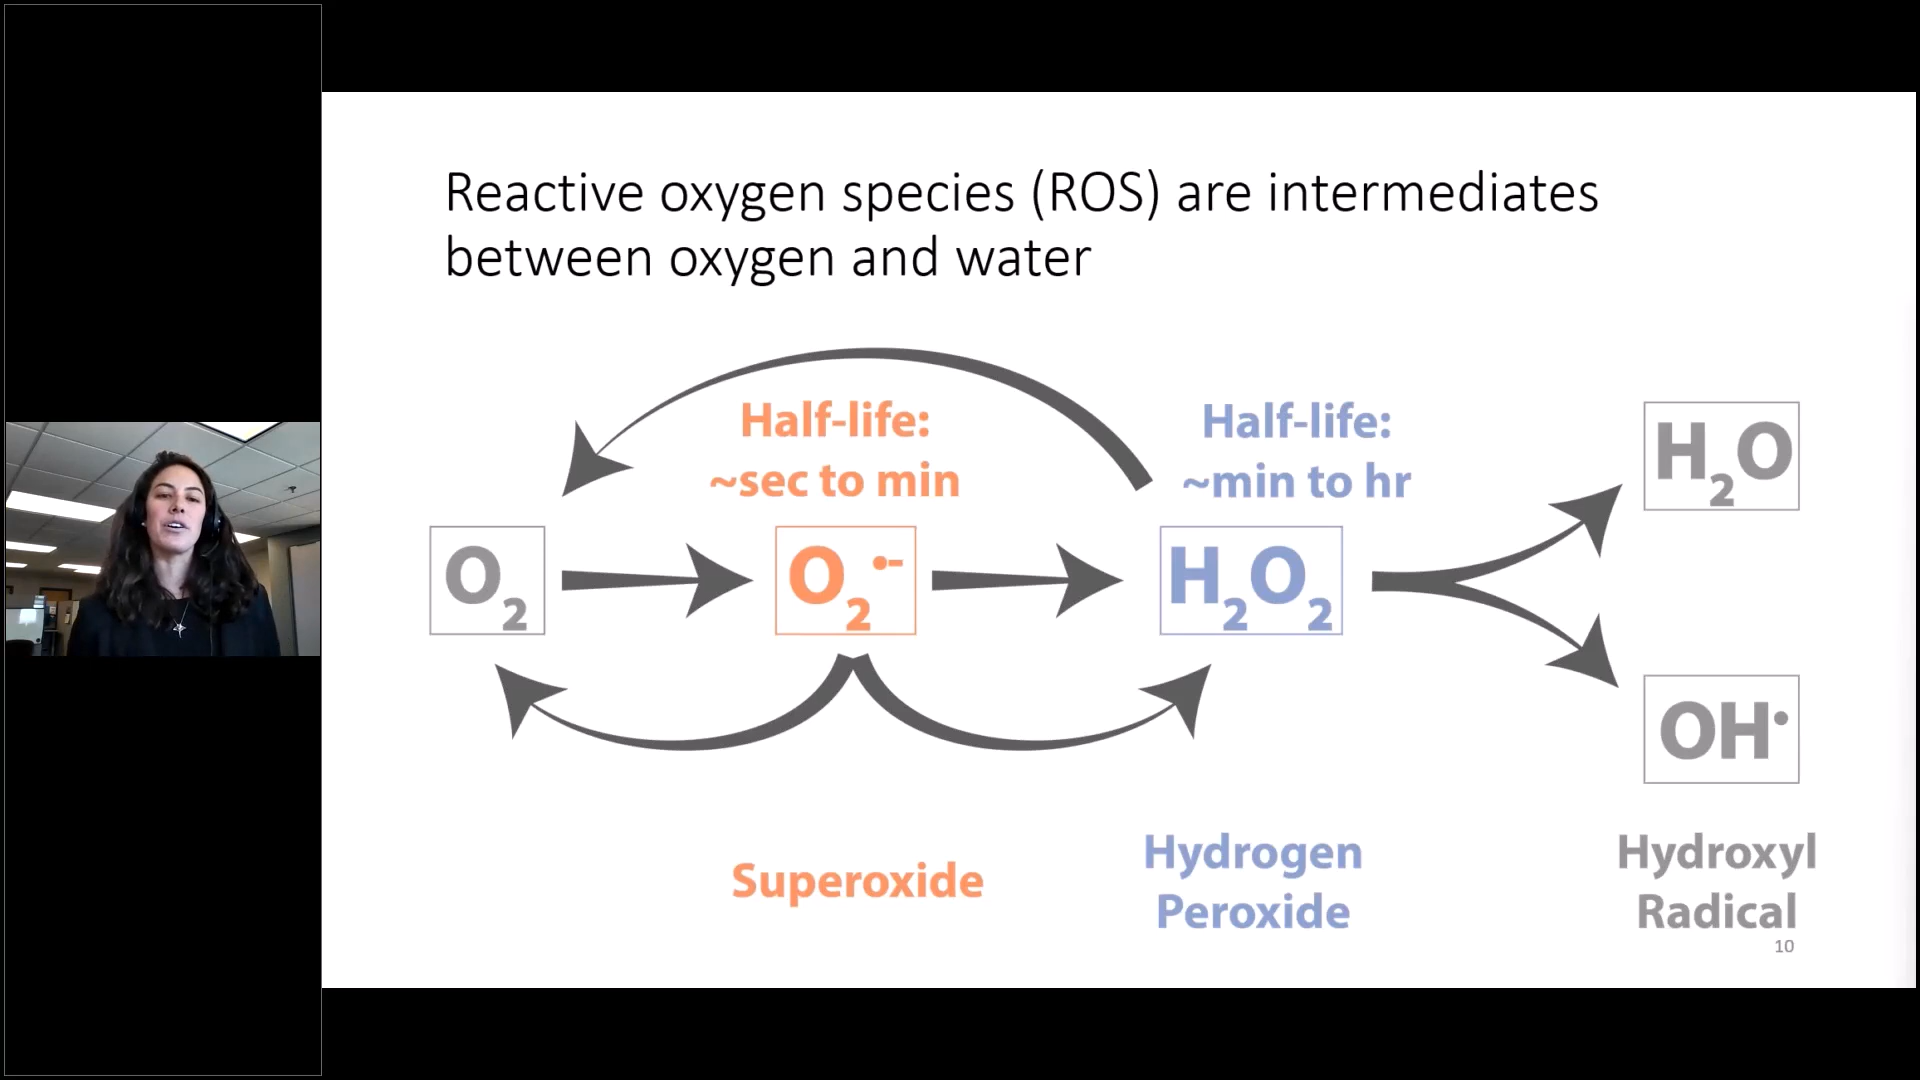 Reactive oxygen species (ROS) are intermediates
between oxygen and water
Half-life:
~sec to min
Half-life:
~min to hr
O₂
O₂•-
H₂O₂
H₂O
OH•
Superoxide
Hydrogen
Peroxide
Hydroxyl
Radical
10